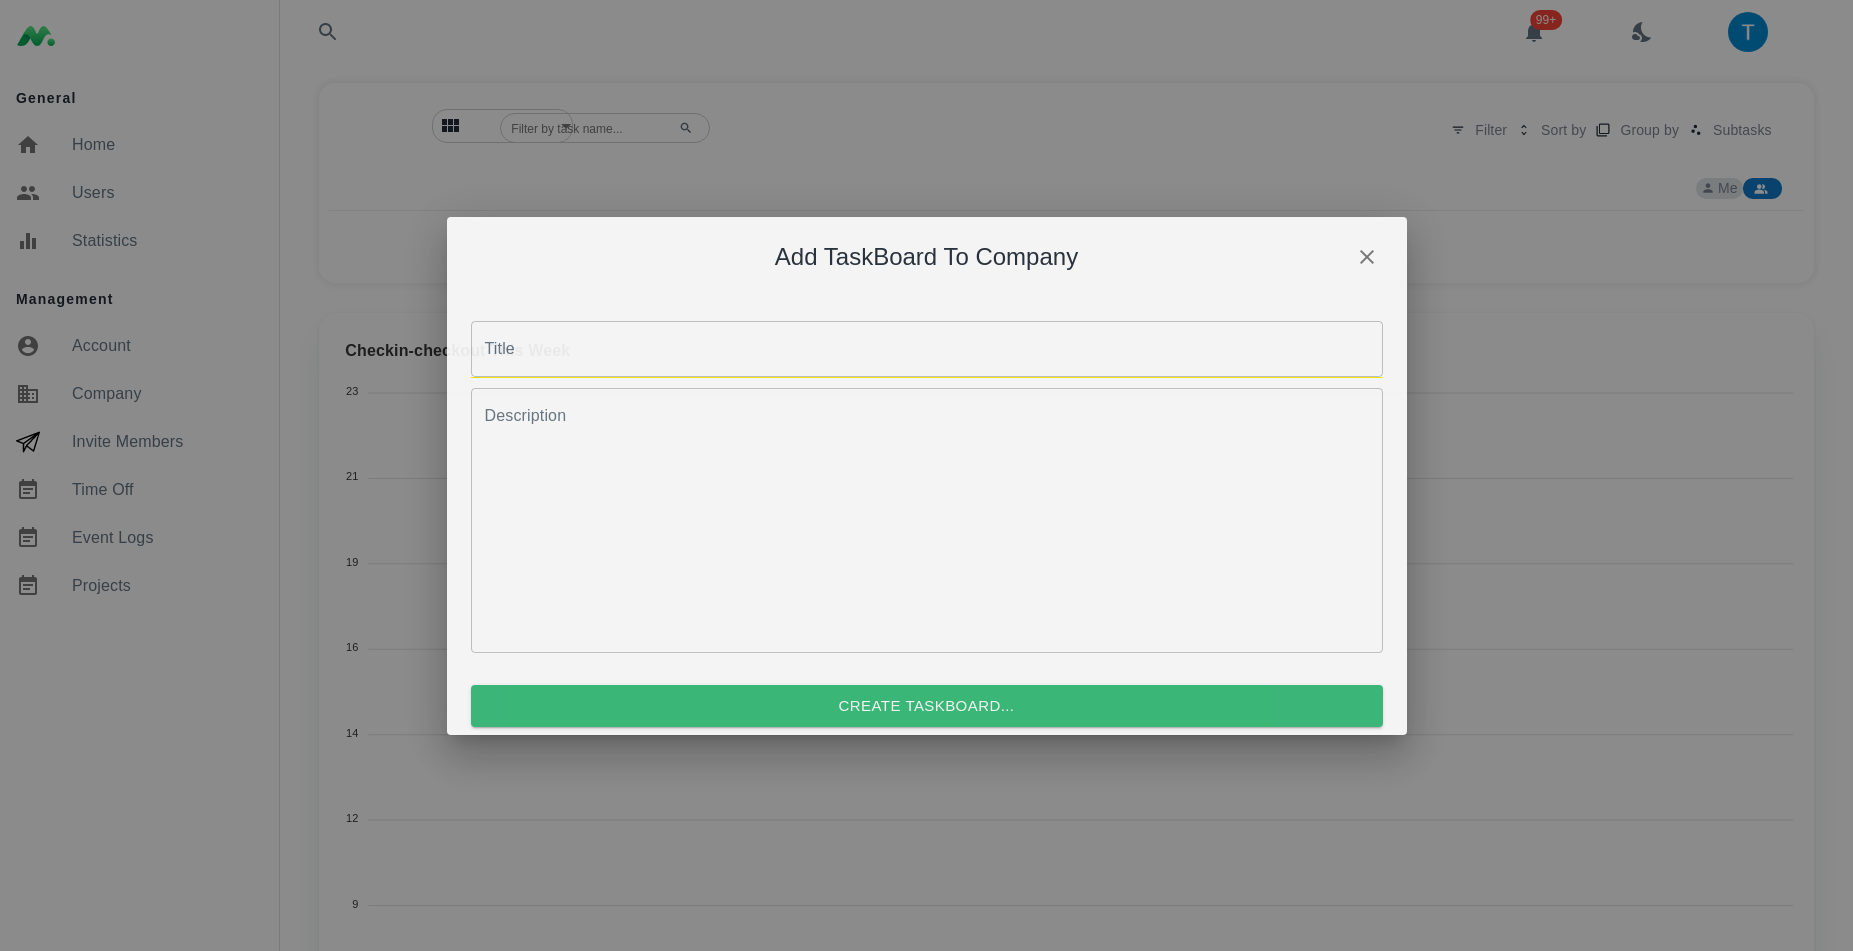 General
Home
Users
Statistics
Management
Account
Company
Invite Members
Time Off
Event Logs
Projects
99+
T
Filter by task name...
Filter
Sort by
Group by
Subtasks
Me
Add TaskBoard To Company
Checkin-checkout This Week
Title
Description
CREATE TASKBOARD...
23
21
19
16
14
12
9